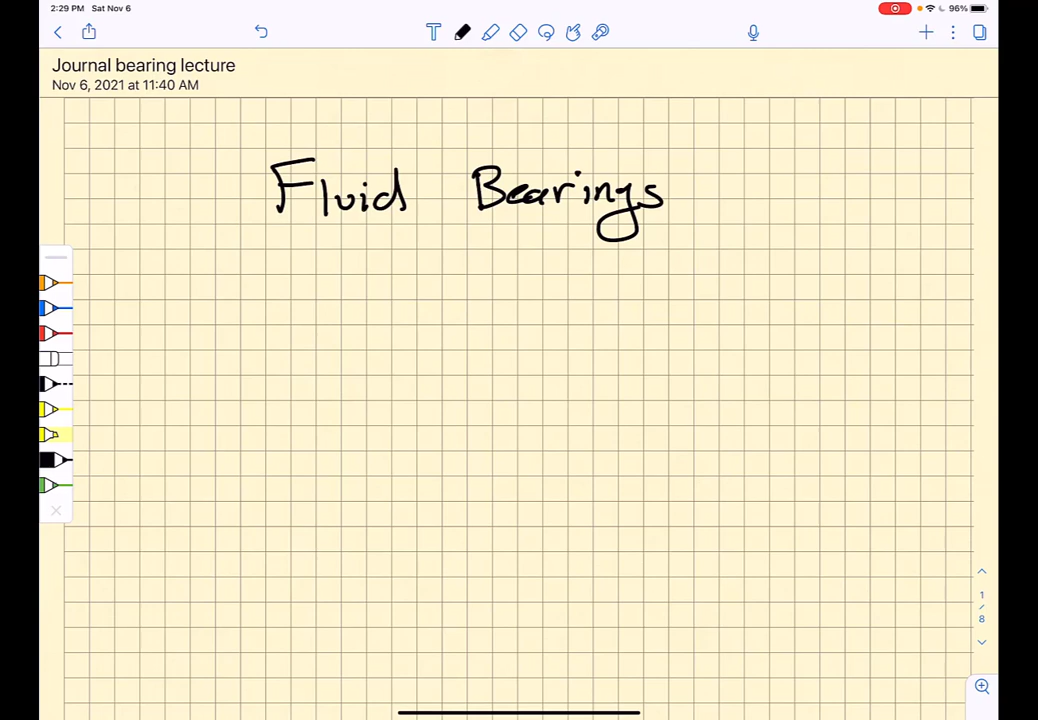 2:29 PM Sat Nov 6 96%
T
Journal bearing lecture
Nov 6, 2021 at 11:40 AM
Fluid Bearings
1
/
8